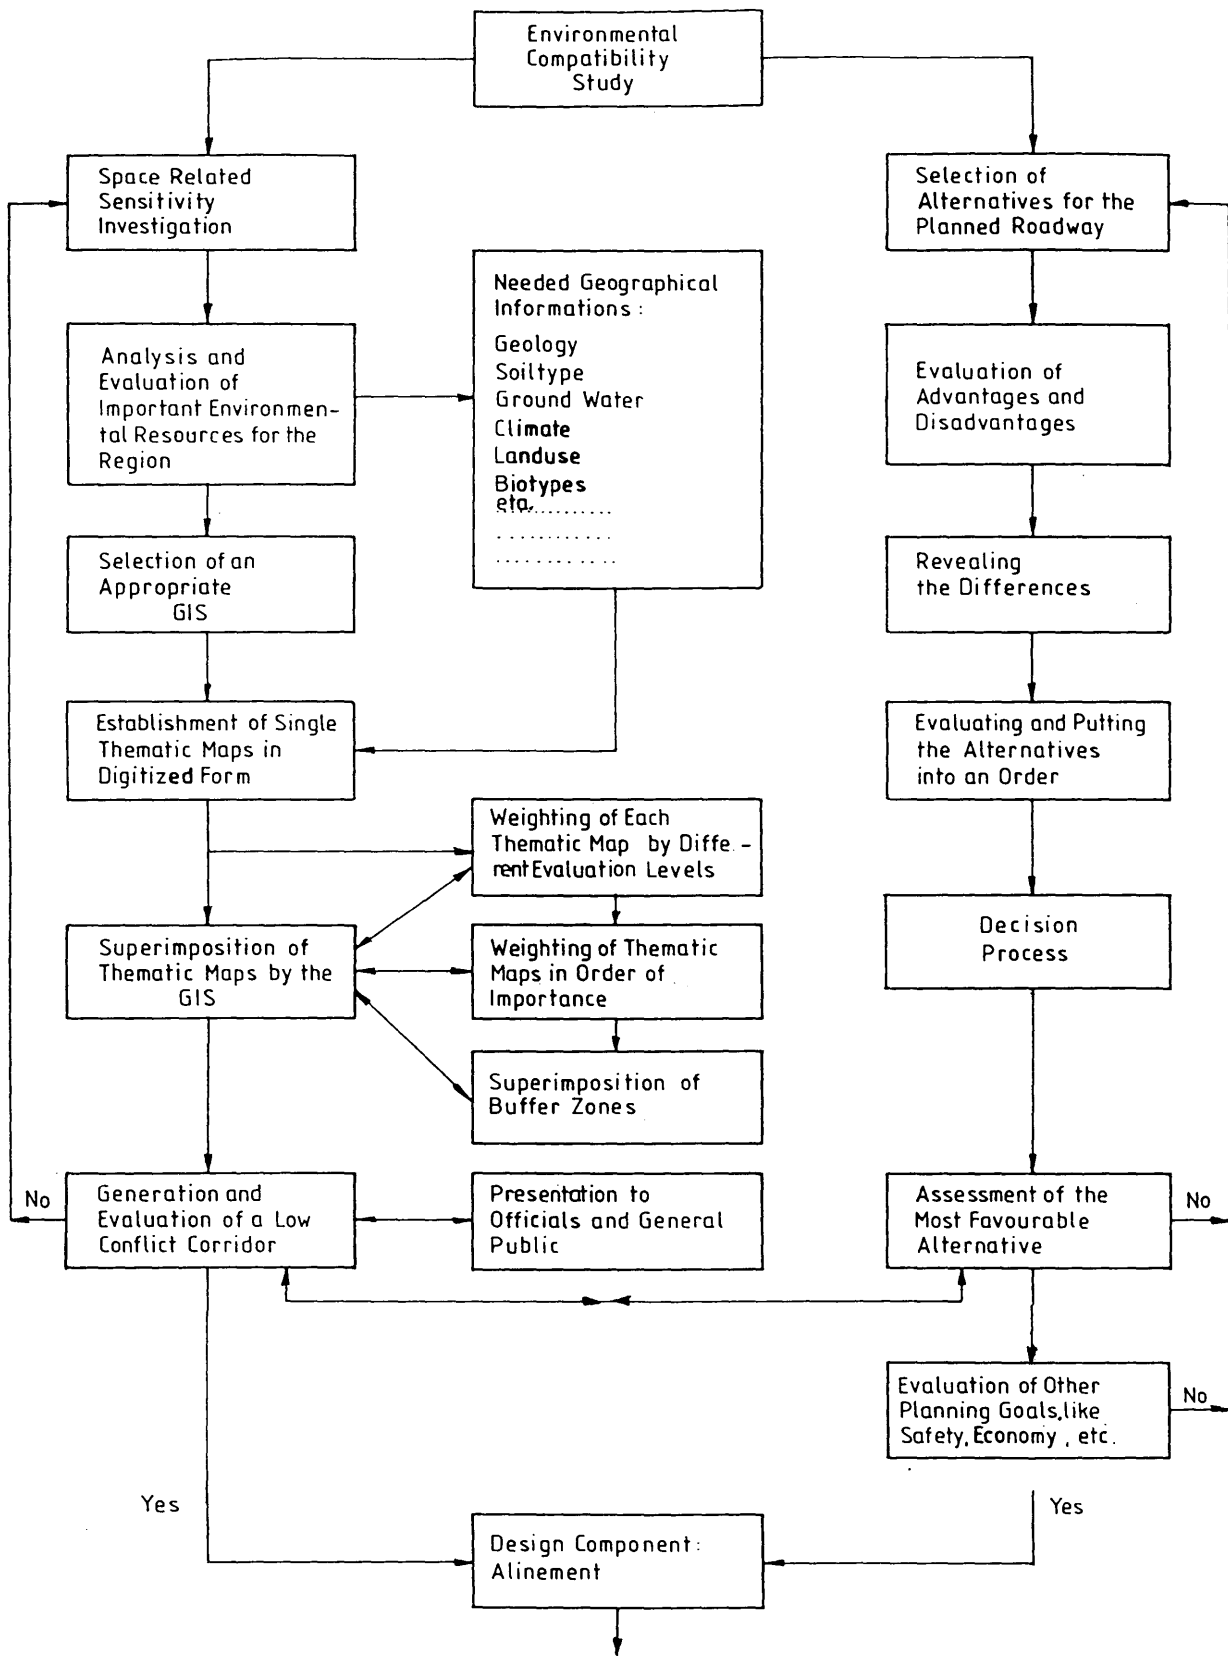 Environmental
Compatibility
Study
Space Related
Sensitivity
Investigation
Selection of
Alternatives for the
Planned Roadway
Needed Geographical
Informations :
Geology
Soiltype
Ground Water
Climate
Landuse
Biotypes
eta.............
............
............
Analysis and
Evaluation of
Important Environmen-
tal Resources for the
Region
Evaluation of
Advantages and
Disadvantages
Selection of an
Appropriate
GIS
Revealing
the Differences
Establishment of Single
Thematic Maps in
Digitized Form
Evaluating and Putting
the Alternatives
into an Order
Weighting of Each
Thematic Map by Diffe.-
rent Evaluation Levels
Superimposition of
Thematic Maps by the
GIS
Weighting of Thematic
Maps in Order of
Importance
Decision
Process
Superimposition of
Buffer Zones
No
Generation and
Evaluation of a Low
Conflict Corridor
Presentation to
Officials and General
Public
Assessment of the
Most Favourable
Alternative
No
Evaluation of Other
Planning Goals, like
Safety, Economy, etc.
No
Yes
Yes
Design Component:
Alinement